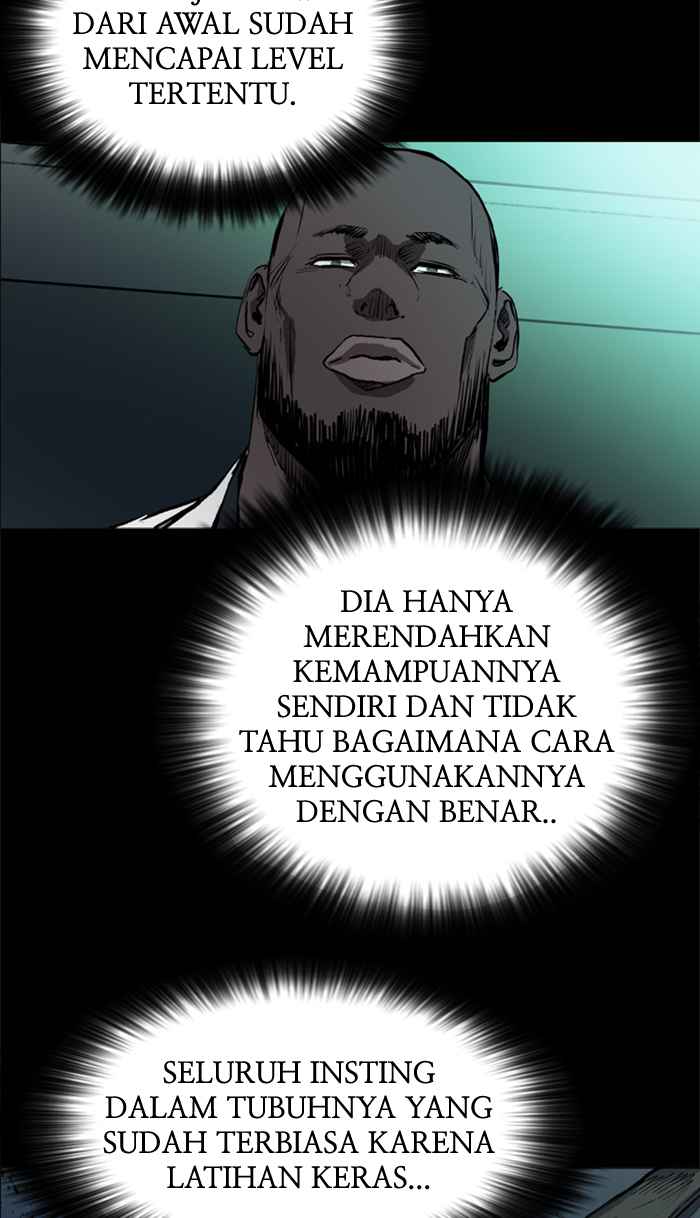 DARI AWAL SUDAH
MENCAPAI LEVEL
TERTENTU.
DIA HANYA
MERENDAHKAN
KEMAMPUANNYA
SENDIRI DAN TIDAK
TAHU BAGAIMANA CARA
MENGGUNAKANNYA
DENGAN BENAR..
SELURUH INSTING
DALAM TUBUHNYA YANG
SUDAH TERBIASA KARENA
LATIHAN KERAS...